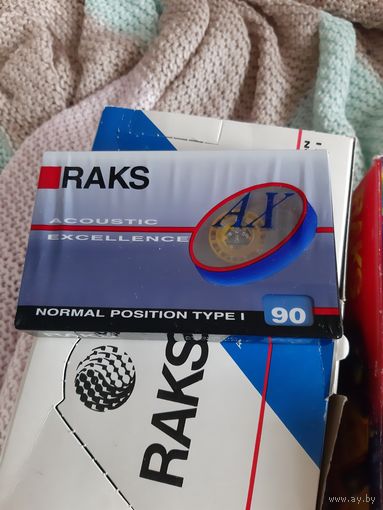 RAKS
ACOUSTIC
EXCELLENCE
AX
NORMAL POSITION TYPE I
90
RAKS
www.ay.by